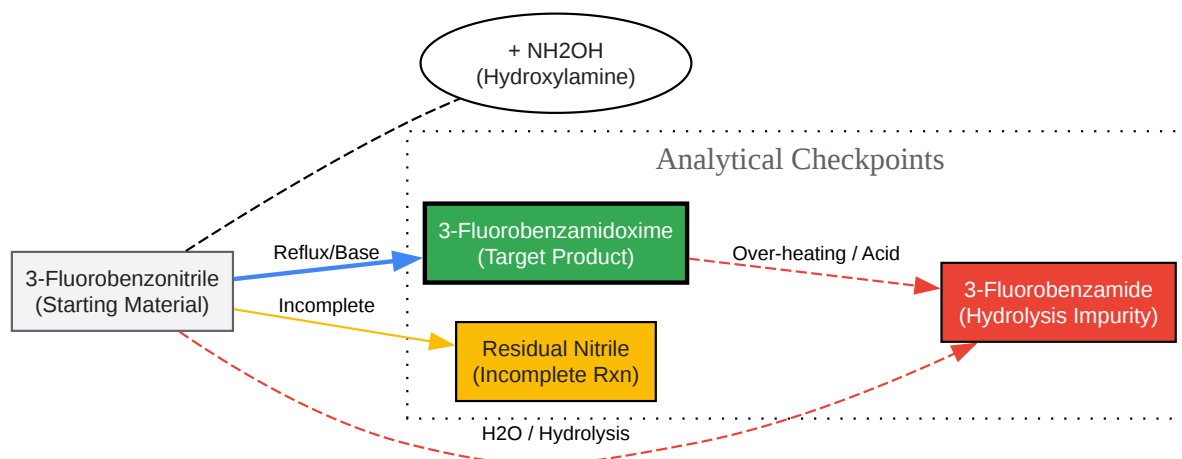 + NH2OH
(Hydroxylamine)
Analytical Checkpoints
3-Fluorobenzamidoxime
(Target Product)
Reflux/Base
Over-heating / Acid
3-Fluorobenzonitrile
(Starting Material)
3-Fluorobenzamide
(Hydrolysis Impurity)
Incomplete
Residual Nitrile
(Incomplete Rxn)
H2O / Hydrolysis